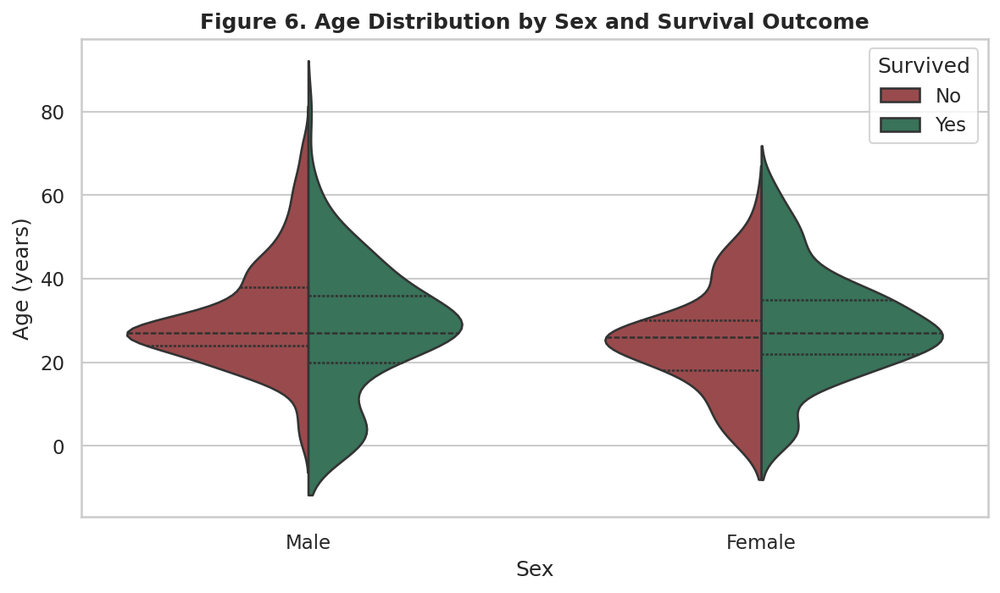 Figure 6. Age Distribution by Sex and Survival Outcome
Survived
No
Yes
Age (years)
80
60
40
20
0
Male
Female
Sex